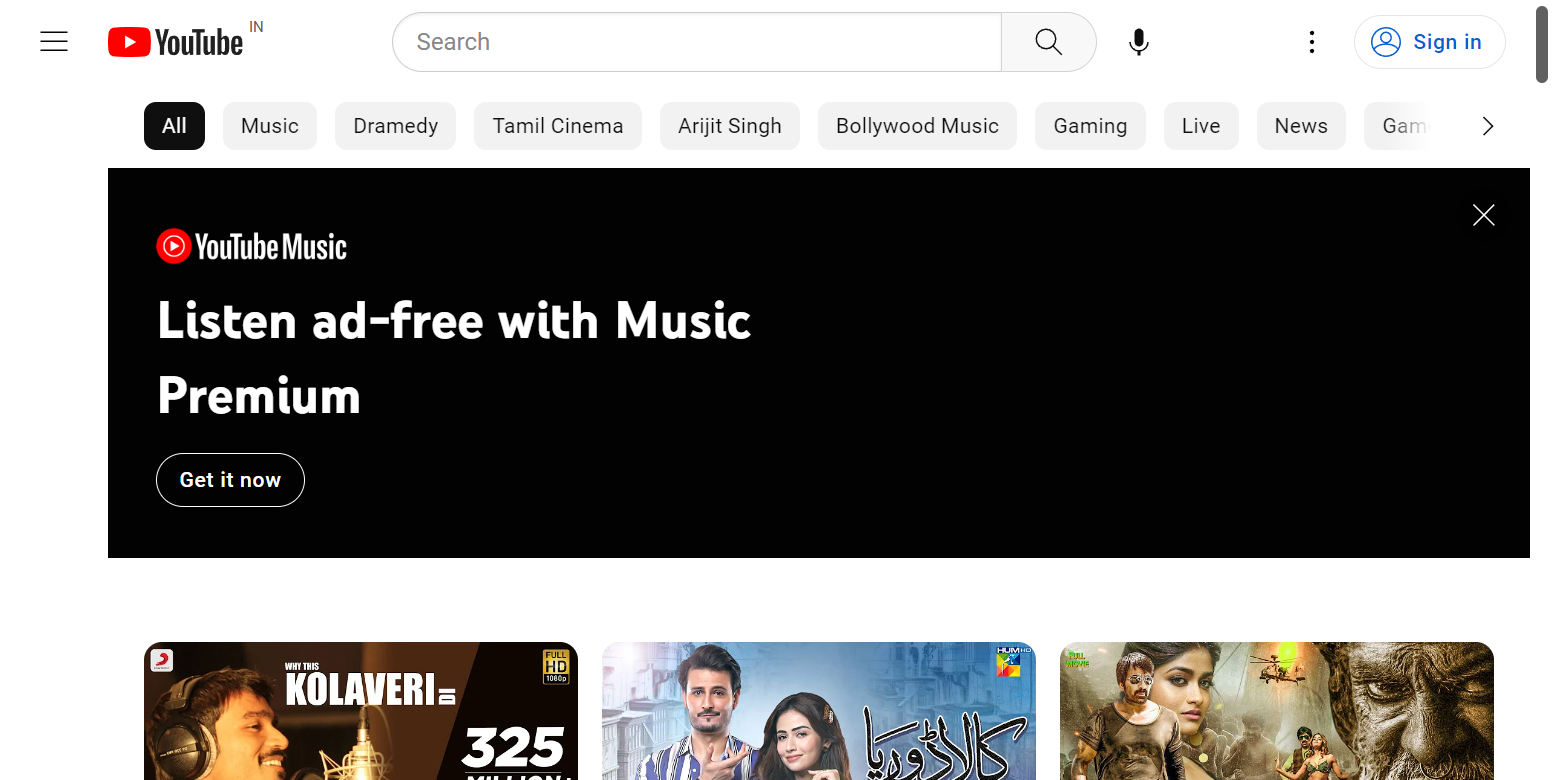 YouTube IN
Search
Sign in
All
Music
Dramedy
Tamil Cinema
Arijit Singh
Bollywood Music
Gaming
Live
News
YouTube Music
Listen ad-free with Music
Premium
Get it now
WHY THIS
KOLAVERI DI
FULL
HD
1080p
325
MILLION+
HUM HD
کالا ڈوریا
FULL
MOVIE